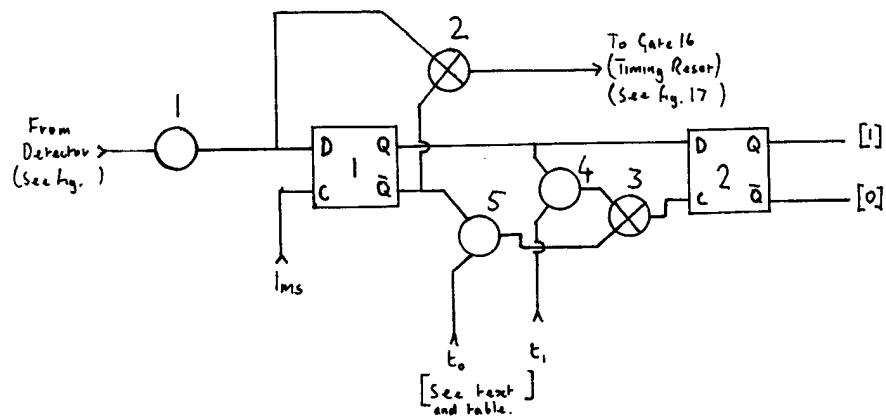 2
To Gate 16
(Timing Reset)
(See fig. 17)
1
From
Detector
(See fig. )
D Q
1
C Q̅
1ms
5
4
3
D Q
2
C Q̅
[1]
[0]
t₀
t₁
[See text
and table.]